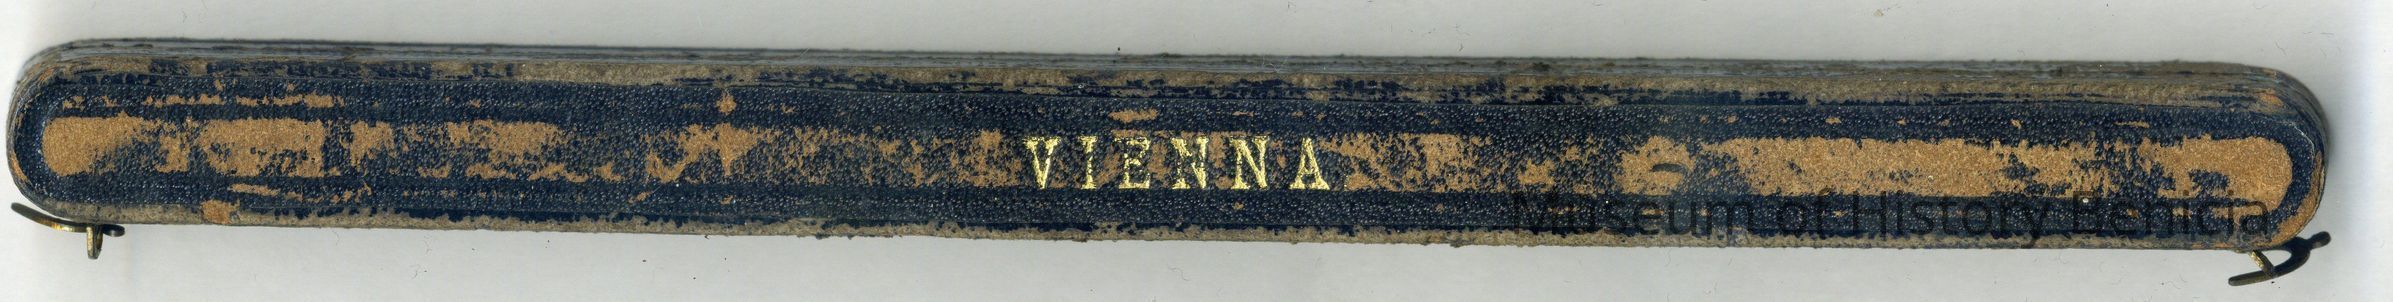 VIENNA
Museum of History Benicia